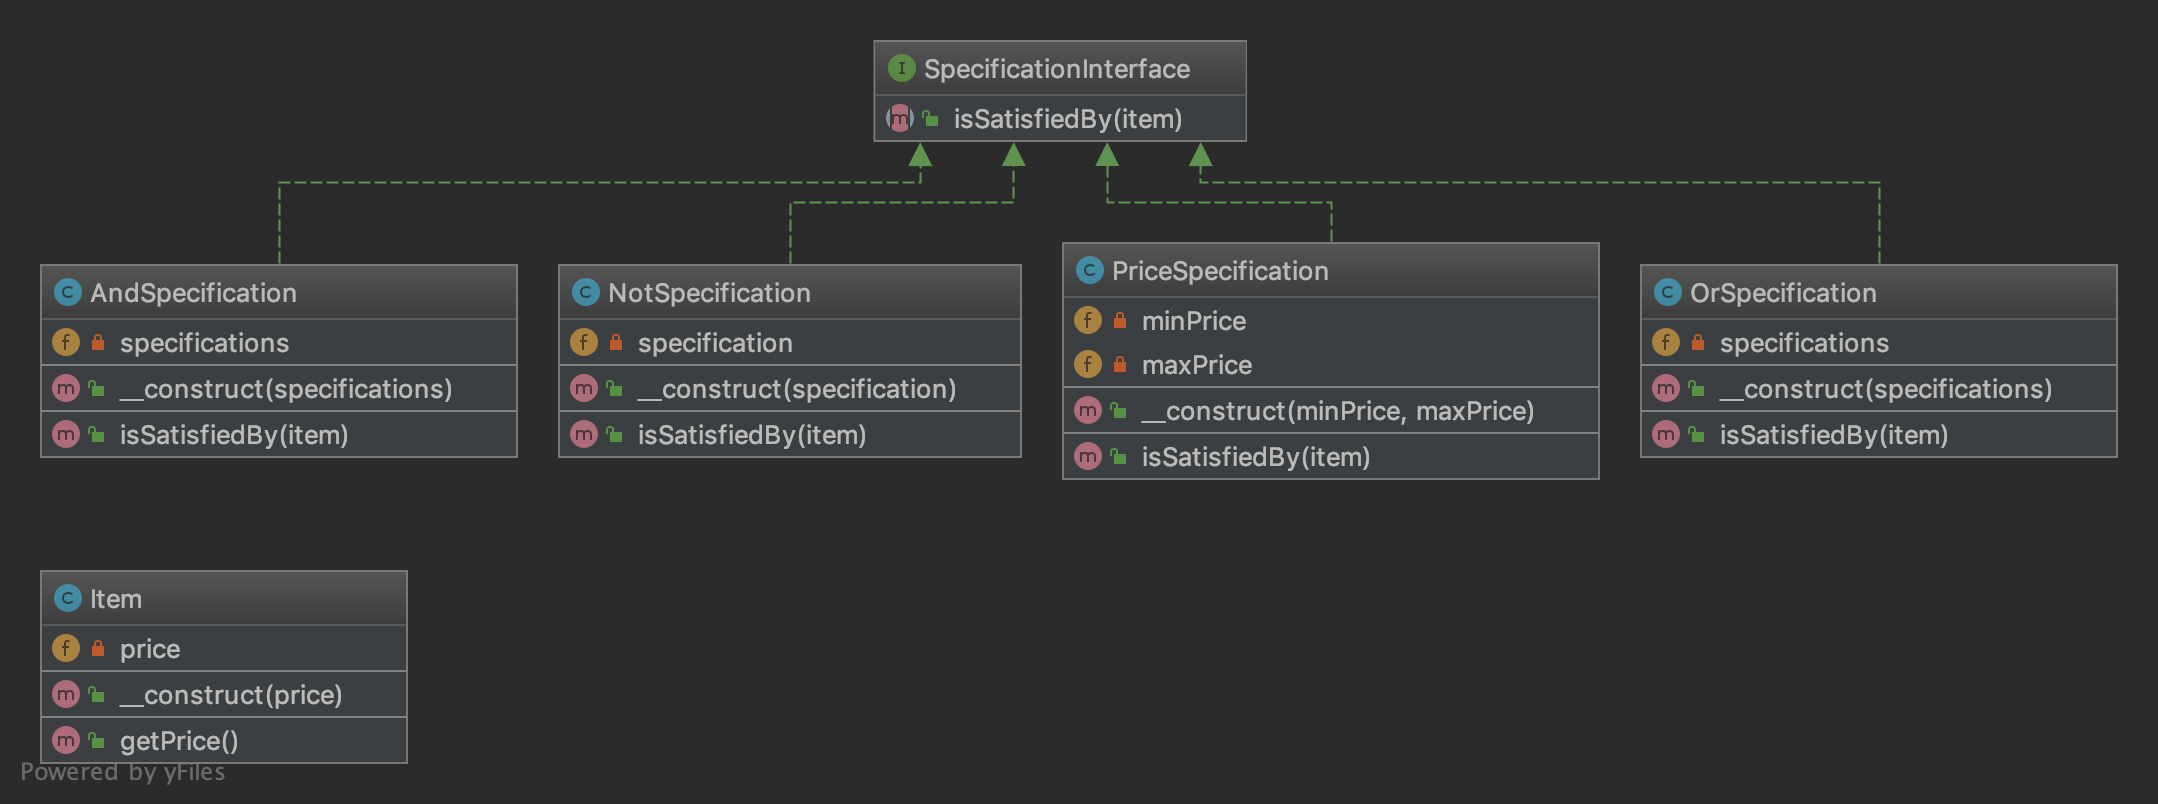 SpecificationInterface
isSatisfiedBy(item)
AndSpecification
specifications
__construct(specifications)
isSatisfiedBy(item)
NotSpecification
specification
__construct(specification)
isSatisfiedBy(item)
PriceSpecification
minPrice
maxPrice
__construct(minPrice, maxPrice)
isSatisfiedBy(item)
OrSpecification
specifications
__construct(specifications)
isSatisfiedBy(item)
Item
price
__construct(price)
getPrice()
Powered by yFiles